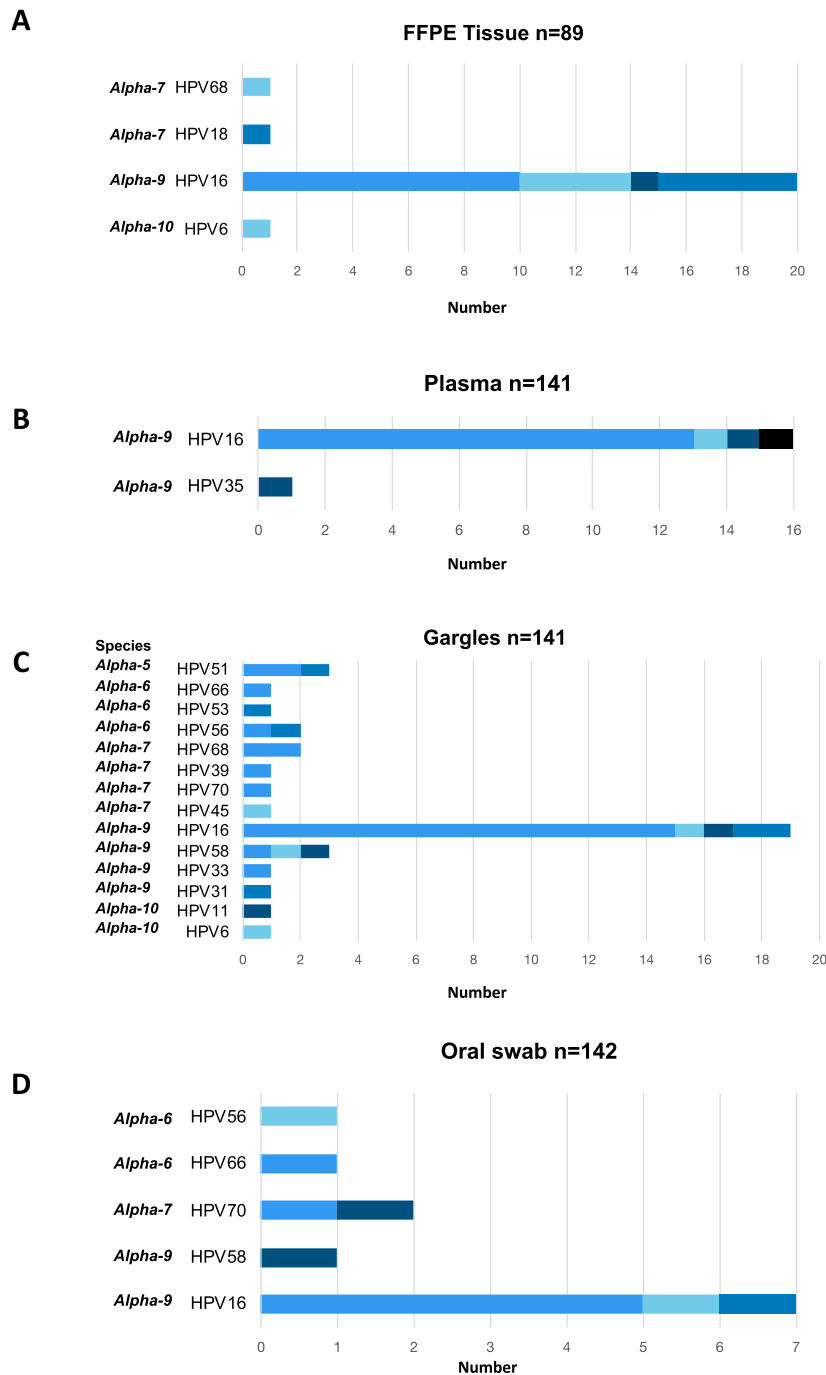 A
FFPE Tissue n=89
Alpha-7 HPV68
Alpha-7 HPV18
Alpha-9 HPV16
Alpha-10 HPV6
0 2 4 6 8 10 12 14 16 18 20
Number
Plasma n=141
B
Alpha-9 HPV16
Alpha-9 HPV35
0 2 4 6 8 10 12 14 16
Number
Gargles n=141
Species
C
Alpha-5 HPV51
Alpha-6 HPV66
Alpha-6 HPV53
Alpha-6 HPV56
Alpha-7 HPV68
Alpha-7 HPV39
Alpha-7 HPV70
Alpha-7 HPV45
Alpha-9 HPV16
Alpha-9 HPV58
Alpha-9 HPV33
Alpha-9 HPV31
Alpha-10 HPV11
Alpha-10 HPV6
0 2 4 6 8 10 12 14 16 18 20
Number
Oral swab n=142
D
Alpha-6 HPV56
Alpha-6 HPV66
Alpha-7 HPV70
Alpha-9 HPV58
Alpha-9 HPV16
0 1 2 3 4 5 6 7
Number